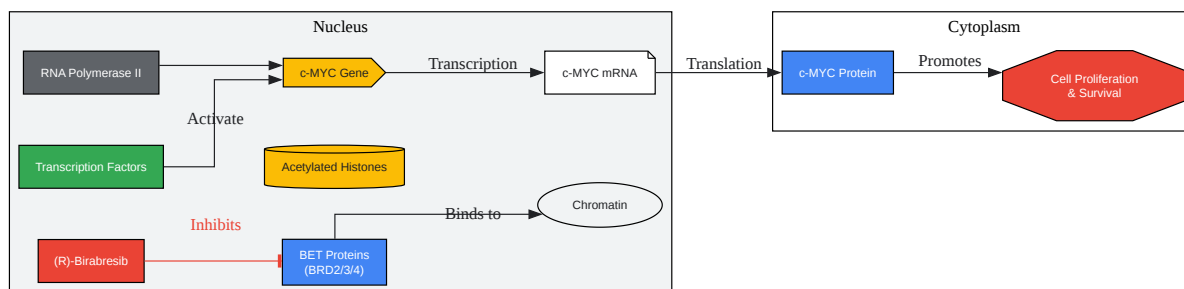 Nucleus
Cytoplasm
RNA Polymerase II
c-MYC Gene
Transcription
c-MYC mRNA
Translation
c-MYC Protein
Promotes
Cell Proliferation
& Survival
Activate
Transcription Factors
Acetylated Histones
Chromatin
Binds to
Inhibits
(R)-Birabresib
BET Proteins
(BRD2/3/4)